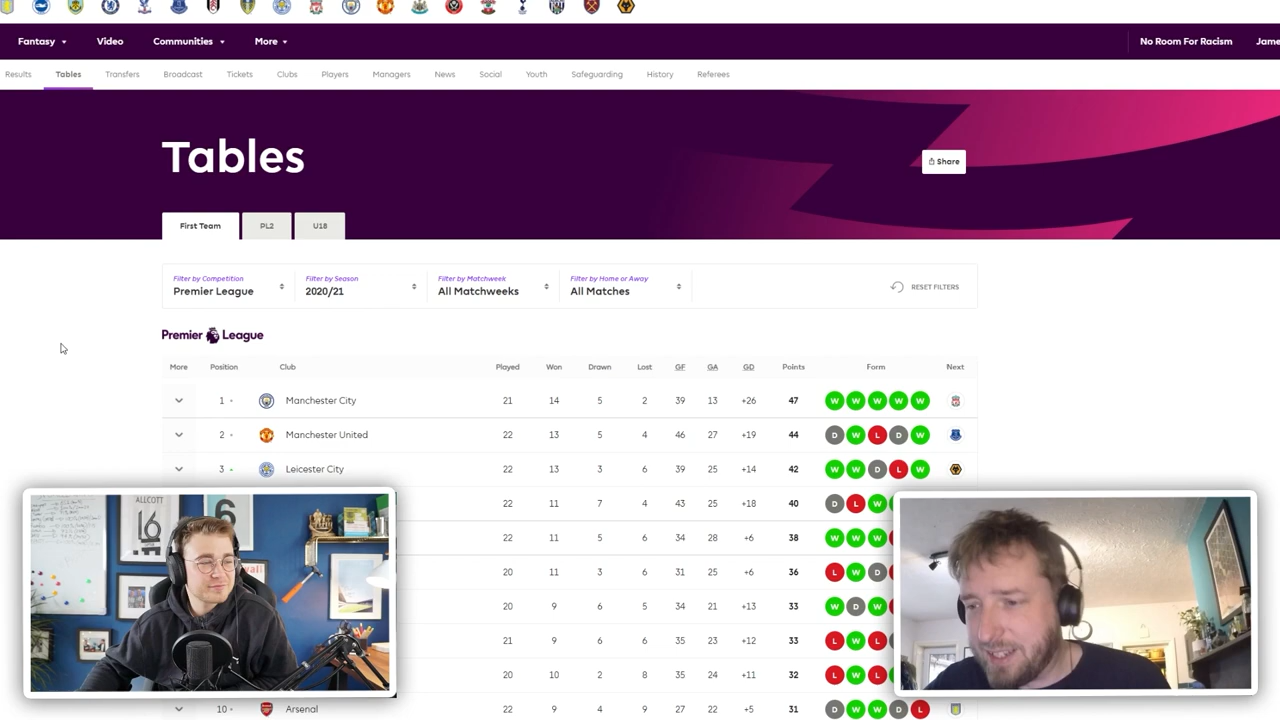 Fantasy Video Communities More No Room For Racism Jame
Results Tables Transfers Broadcast Tickets Clubs Players Managers News Social Youth Safeguarding History Referees
Tables
Share
First Team PL2 U18
Filter by Competition Filter by Season Filter by Matchweek Filter by Home or Away
Premier League 2020/21 All Matchweeks All Matches RESET FILTERS
Premier League
More Position Club Played Won Drawn Lost GF GA GD Points Form Next
1 Manchester City 21 14 5 2 39 13 +26 47 W W W W W
2 Manchester United 22 13 5 4 46 27 +19 44 D W L D W
3 Leicester City 22 13 3 6 39 25 +14 42 W W D L W
22 11 7 4 43 25 +18 40 D L W
22 11 5 6 34 28 +6 38 W W W
20 11 3 6 31 25 +6 36 L W D
20 9 6 5 34 21 +13 33 W D W
21 9 6 6 35 23 +12 33 L W L
20 10 2 8 35 24 +11 32 L W L
10 Arsenal 22 9 4 9 27 22 +5 31 D W W D L
ALLCOTT
16
6